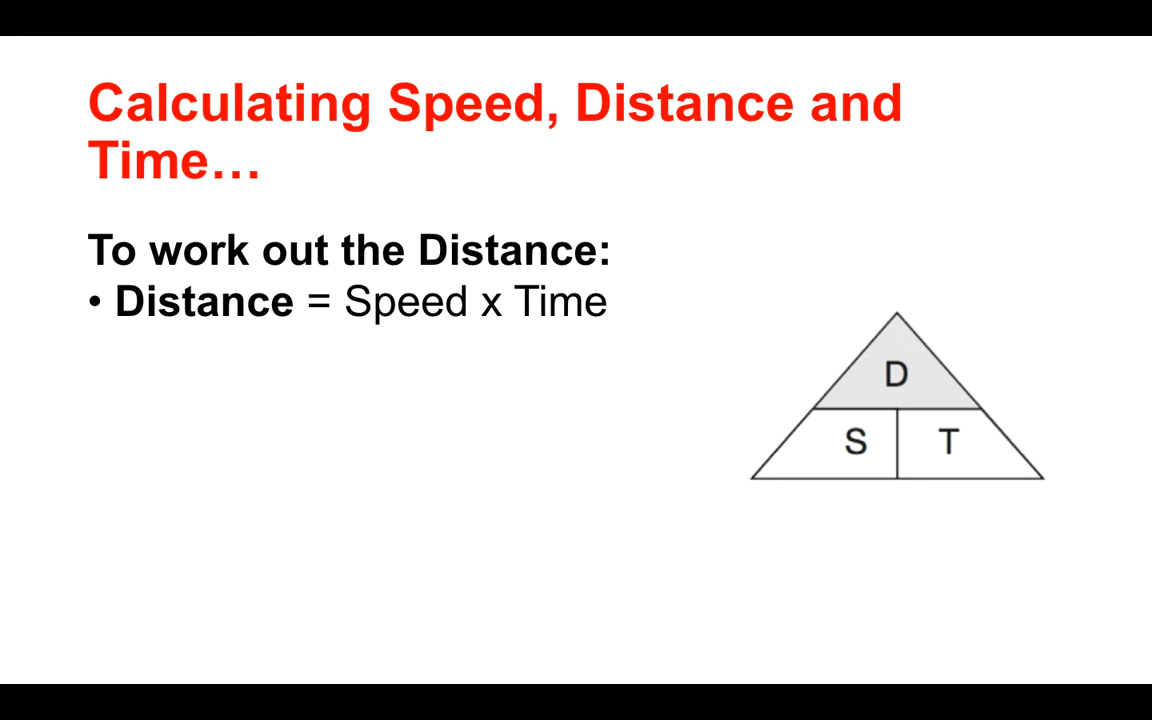 Calculating Speed, Distance and
Time…
To work out the Distance:
• Distance = Speed x Time
D
S T